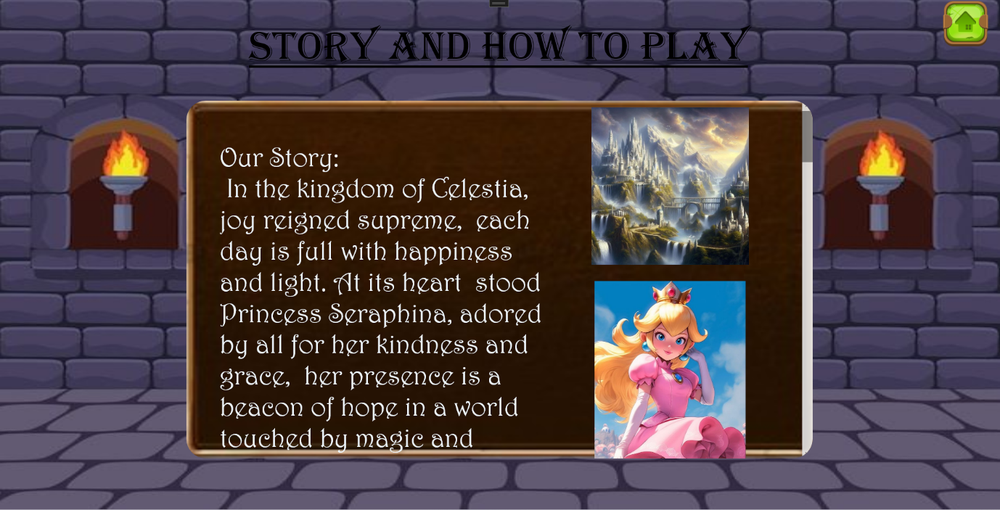 STORY AND HOW TO PLAY
Our Story:
In the kingdom of Celestia,
joy reigned supreme,  each
day is full with happiness
and light. At its heart  stood
Princess Seraphina, adored
by all for her kindness and
grace,  her presence is a
beacon of hope in a world
touched by magic and